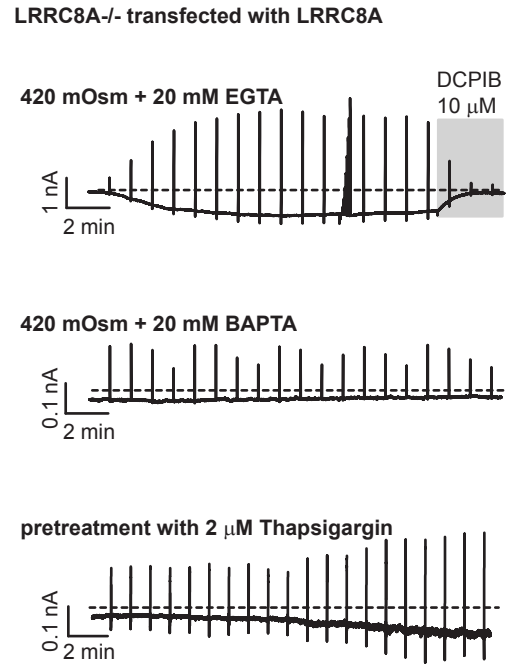 LRRC8A-/- transfected with LRRC8A
420 mOsm + 20 mM EGTA
DCPIB
10 μM
1 nA
2 min
420 mOsm + 20 mM BAPTA
0.1 nA
2 min
pretreatment with 2 μM Thapsigargin
0.1 nA
2 min